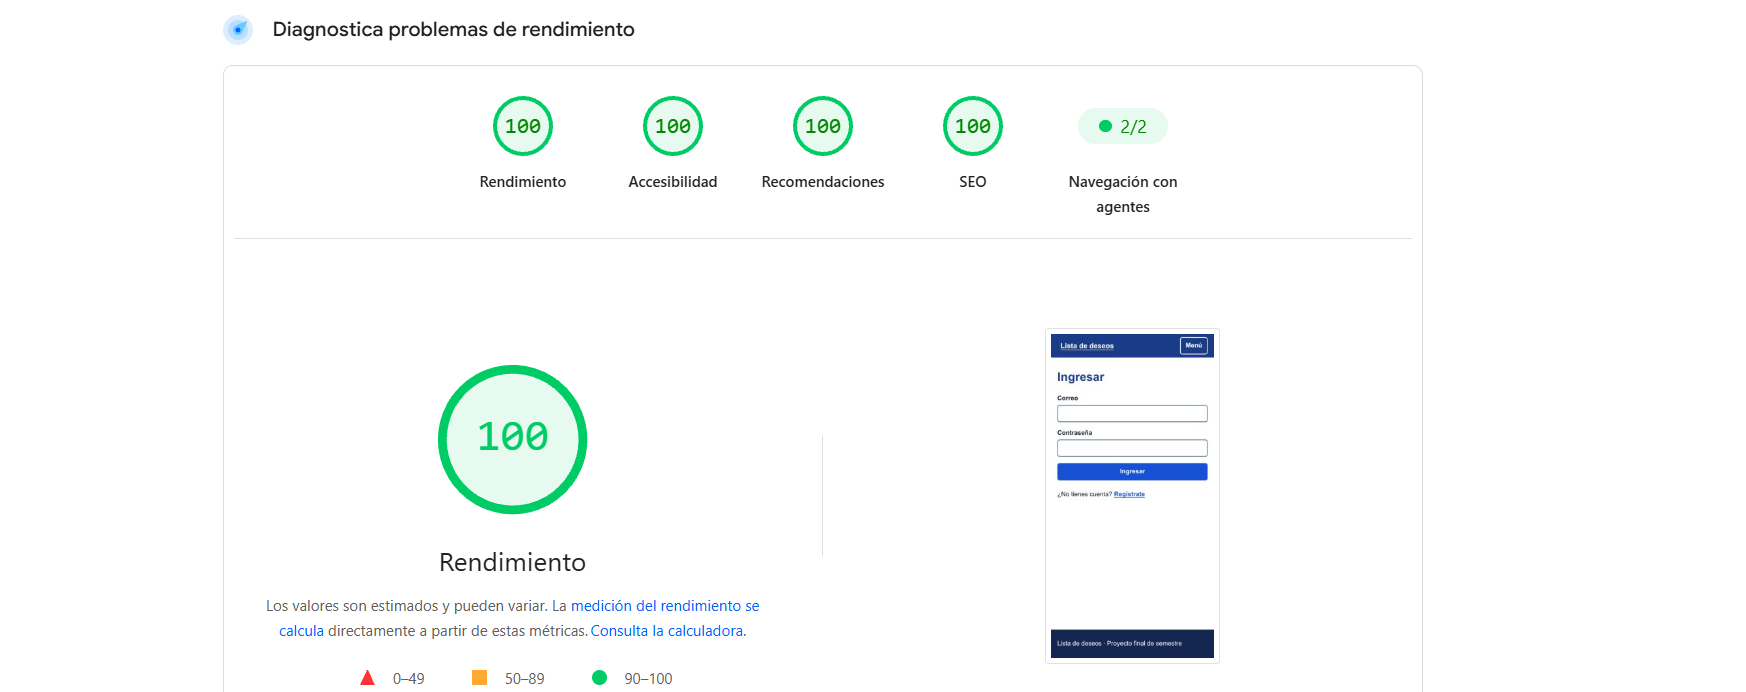 Diagnostica problemas de rendimiento
100
100
100
100
2/2
Rendimiento
Accesibilidad
Recomendaciones
SEO
Navegación con
agentes
100
Rendimiento
Los valores son estimados y pueden variar. La medición del rendimiento se
calcula directamente a partir de estas métricas. Consulta la calculadora.
0–49
50–89
90–100
Lista de deseos
Menú
Ingresar
Correo
Contraseña
Ingresar
¿No tienes cuenta? Regístrate
Lista de deseos - Proyecto final de semestre